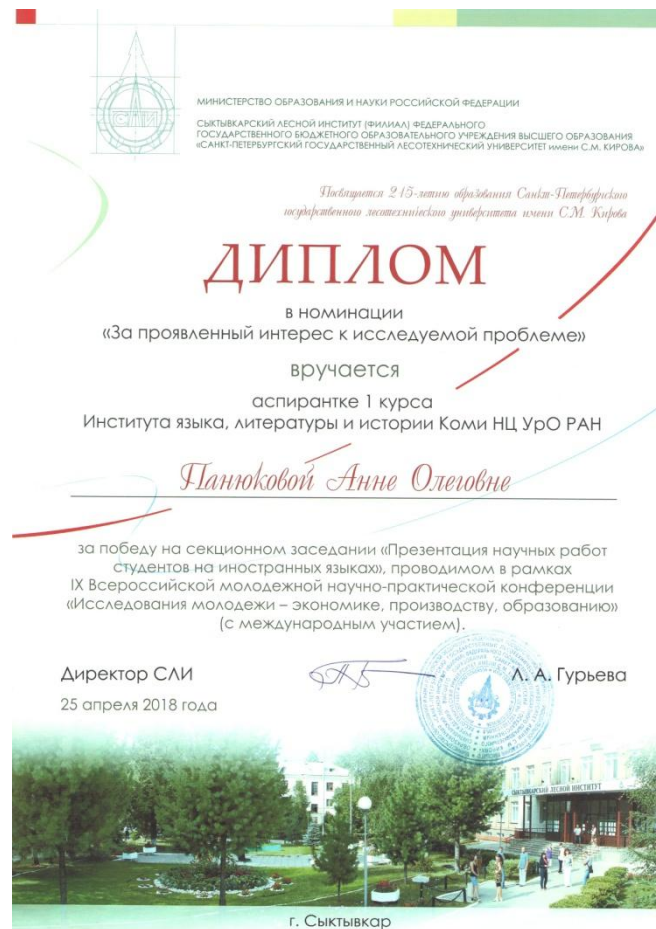 СЛИ
МИНИСТЕРСТВО ОБРАЗОВАНИЯ И НАУКИ РОССИЙСКОЙ ФЕДЕРАЦИИ
СЫКТЫВКАРСКИЙ ЛЕСНОЙ ИНСТИТУТ (ФИЛИАЛ) ФЕДЕРАЛЬНОГО
ГОСУДАРСТВЕННОГО БЮДЖЕТНОГО ОБРАЗОВАТЕЛЬНОГО УЧРЕЖДЕНИЯ ВЫСШЕГО ОБРАЗОВАНИЯ
«САНКТ-ПЕТЕРБУРГСКИЙ ГОСУДАРСТВЕННЫЙ ЛЕСОТЕХНИЧЕСКИЙ УНИВЕРСИТЕТ имени С.М. КИРОВА»
Посвящается 215-летию образования Санкт-Петербургского
государственного лесотехнического университета имени С.М. Кирова
ДИПЛОМ
в номинации
«За проявленный интерес к исследуемой проблеме»
вручается
аспирантке 1 курса
Института языка, литературы и истории Коми НЦ УрО РАН
Панюковой Анне Олеговне
за победу на секционном заседании «Презентация научных работ
студентов на иностранных языках», проводимом в рамках
IX Всероссийской молодежной научно-практической конференции
«Исследования молодежи – экономике, производству, образованию»
(с международным участием).
Директор СЛИ Л. А. Гурьева
25 апреля 2018 года
СЫКТЫВКАРСКИЙ ЛЕСНОЙ ИНСТИТУТ
г. Сыктывкар